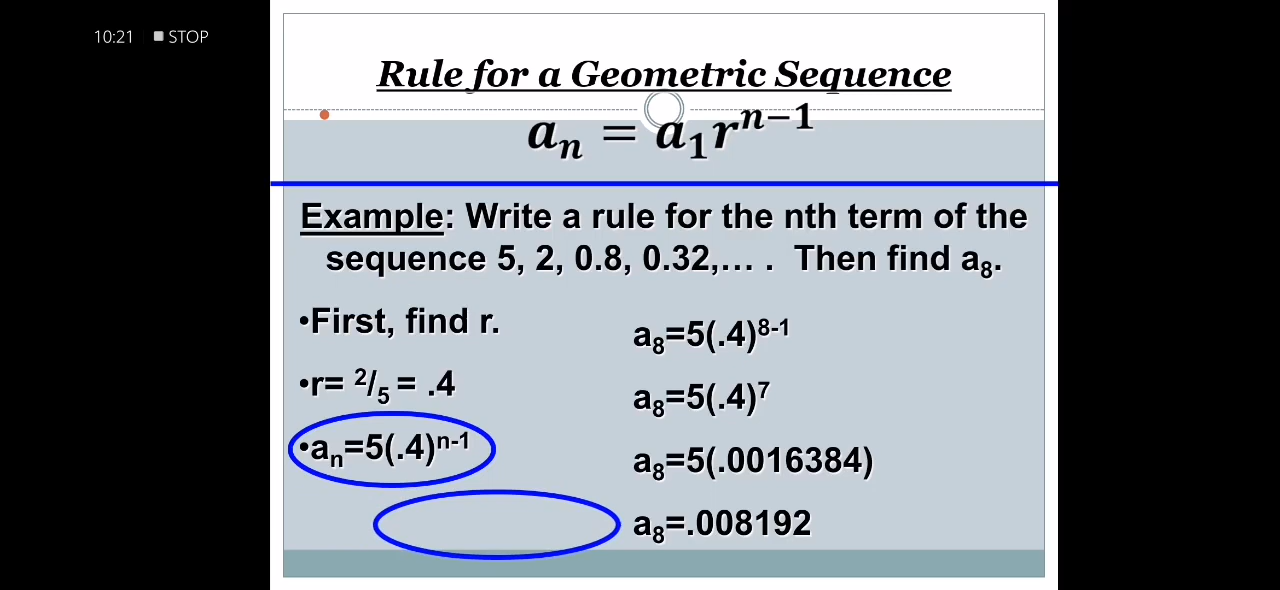 10:21 STOP
Rule for a Geometric Sequence
aₙ = a₁rⁿ⁻¹
Example: Write a rule for the nth term of the
sequence 5, 2, 0.8, 0.32,… . Then find a₈.
•First, find r.
•r= ²/₅ = .4
•aₙ=5(.4)ⁿ⁻¹
a₈=5(.4)⁸⁻¹
a₈=5(.4)⁷
a₈=5(.0016384)
a₈=.008192